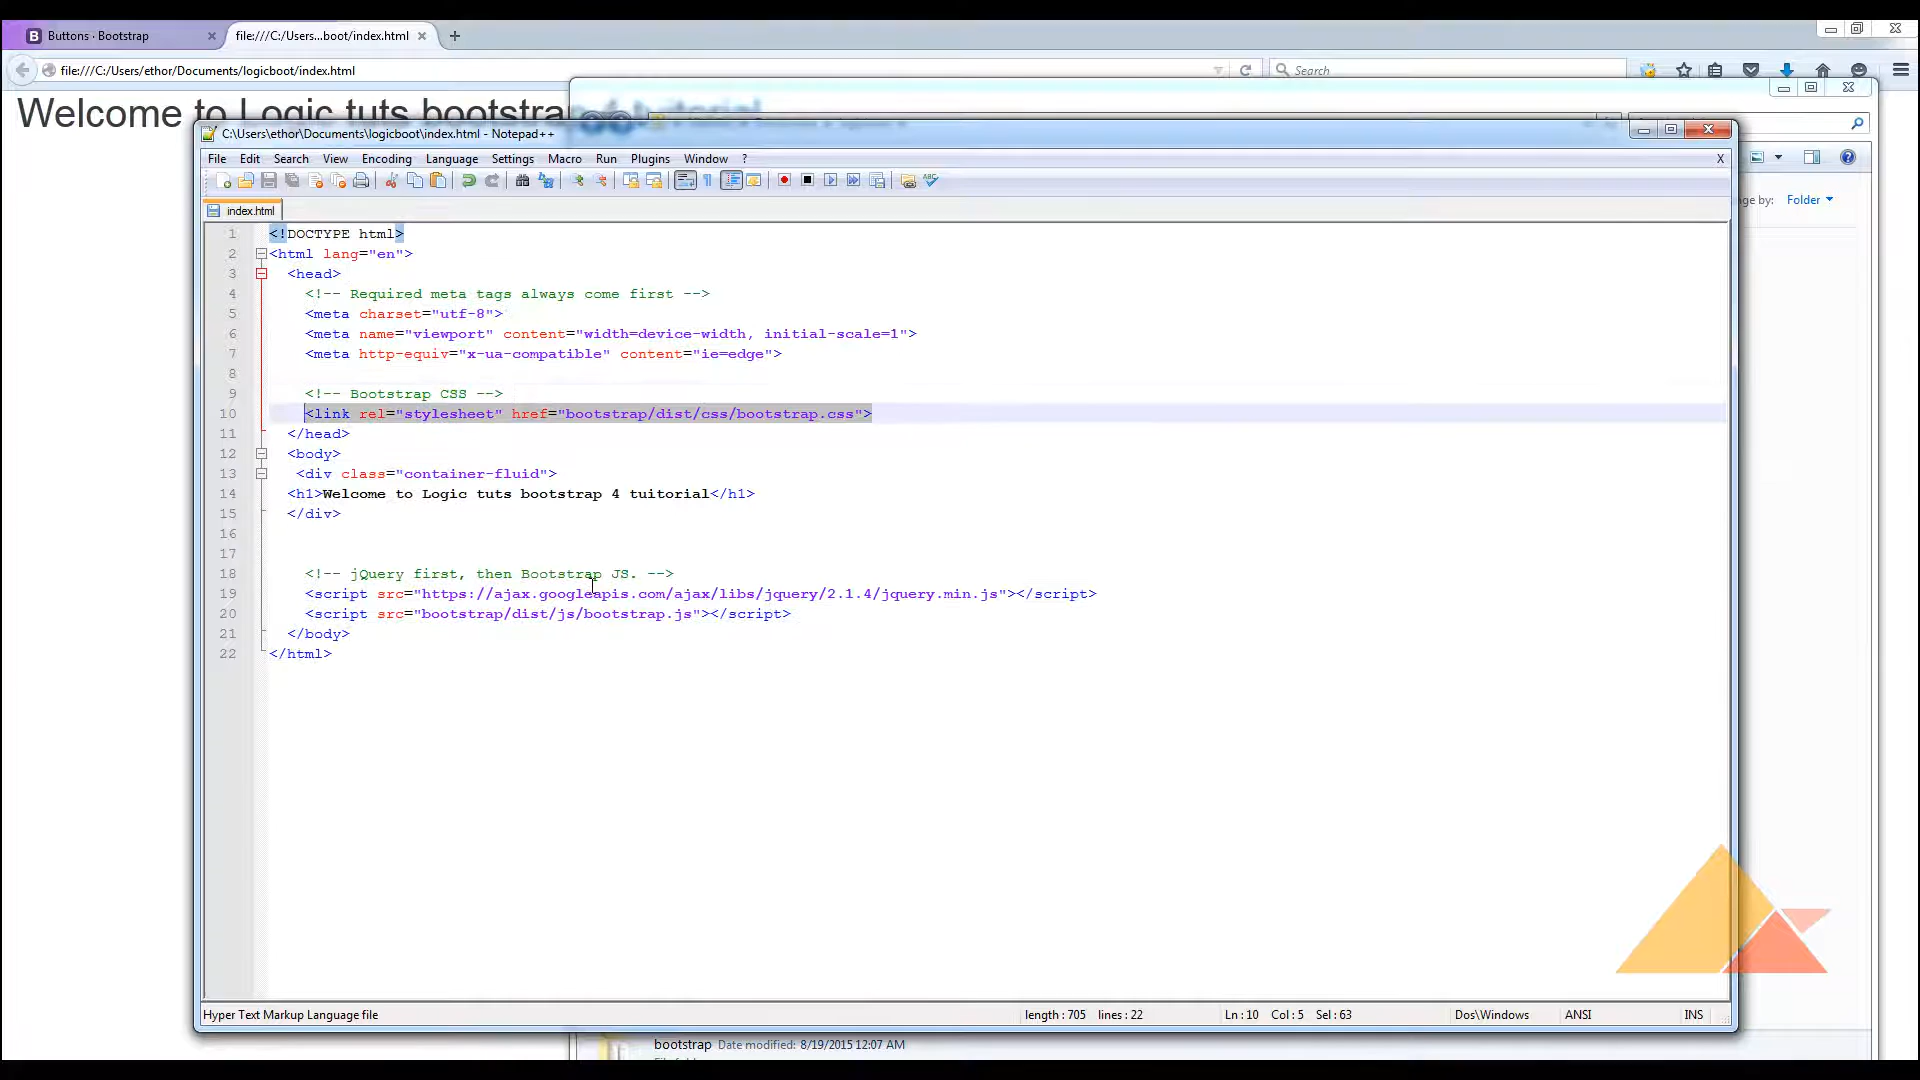 Buttons · Bootstrap
file:///C:/Users...boot/index.html
file:///C:/Users/ethor/Documents/logicboot/index.html
Search
Welcome to Logic tuts bootstrap 4 tuitorial
C:\Users\ethor\Documents\logicboot\index.html - Notepad++
File Edit Search View Encoding Language Settings Macro Run Plugins Window ? X
ge by: Folder
index.html
1 <!DOCTYPE html>
2 <html lang="en">
3 <head>
4 <!-- Required meta tags always come first -->
5 <meta charset="utf-8">
6 <meta name="viewport" content="width=device-width, initial-scale=1">
7 <meta http-equiv="x-ua-compatible" content="ie=edge">
8
9 <!-- Bootstrap CSS -->
10 <link rel="stylesheet" href="bootstrap/dist/css/bootstrap.css">
11 </head>
12 <body>
13 <div class="container-fluid">
14 <h1>Welcome to Logic tuts bootstrap 4 tuitorial</h1>
15 </div>
16
17
18 <!-- jQuery first, then Bootstrap JS. -->
19 <script src="https://ajax.googleapis.com/ajax/libs/jquery/2.1.4/jquery.min.js"></script>
20 <script src="bootstrap/dist/js/bootstrap.js"></script>
21 </body>
22 </html>
Hyper Text Markup Language file length : 705 lines : 22 Ln : 10 Col : 5 Sel : 63 Dos\Windows ANSI INS
bootstrap Date modified: 8/19/2015 12:07 AM